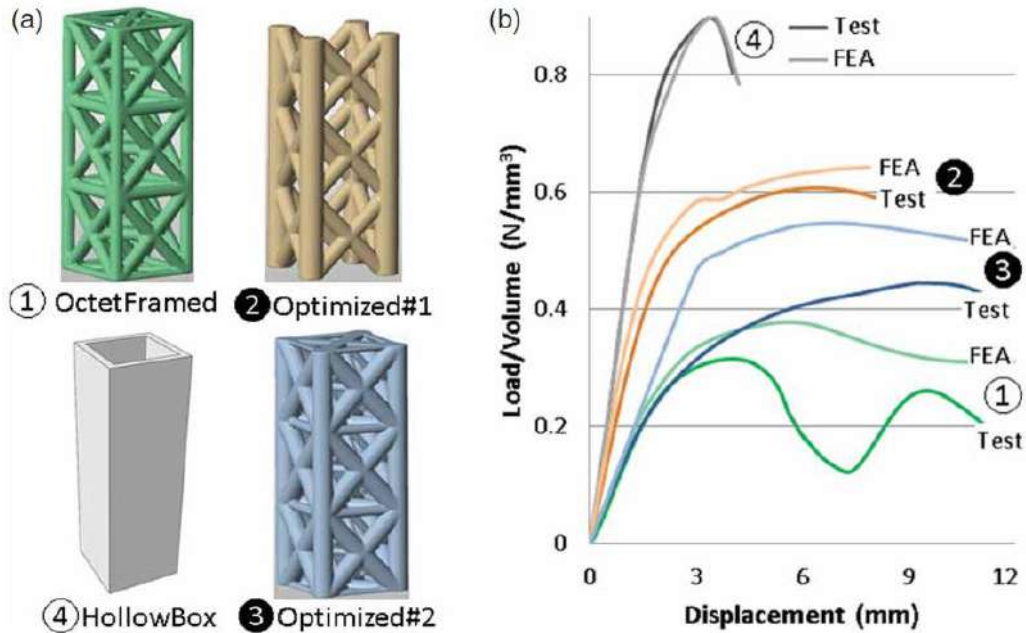 (a)
① OctetFramed
❷ Optimized#1
④ HollowBox
❸ Optimized#2
(b)
④
Test
FEA
Load/Volume (N/mm³)
0.8
0.6
0.4
0.2
0
FEA
❷
Test
FEA
❸
Test
FEA
①
Test
0 3 6 9 12
Displacement (mm)